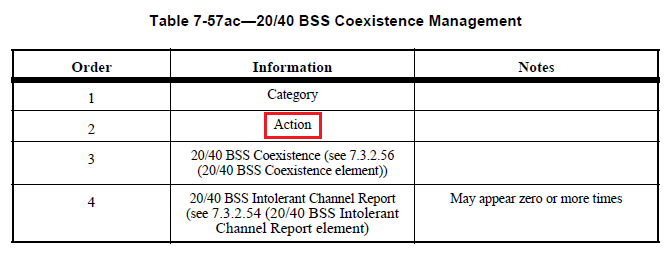 Table 7-57ac—20/40 BSS Coexistence Management
Order Information Notes
1 Category
2 Action
3 20/40 BSS Coexistence (see 7.3.2.56
(20/40 BSS Coexistence element))
4 20/40 BSS Intolerant Channel Report May appear zero or more times
(see 7.3.2.54 (20/40 BSS Intolerant
Channel Report element)